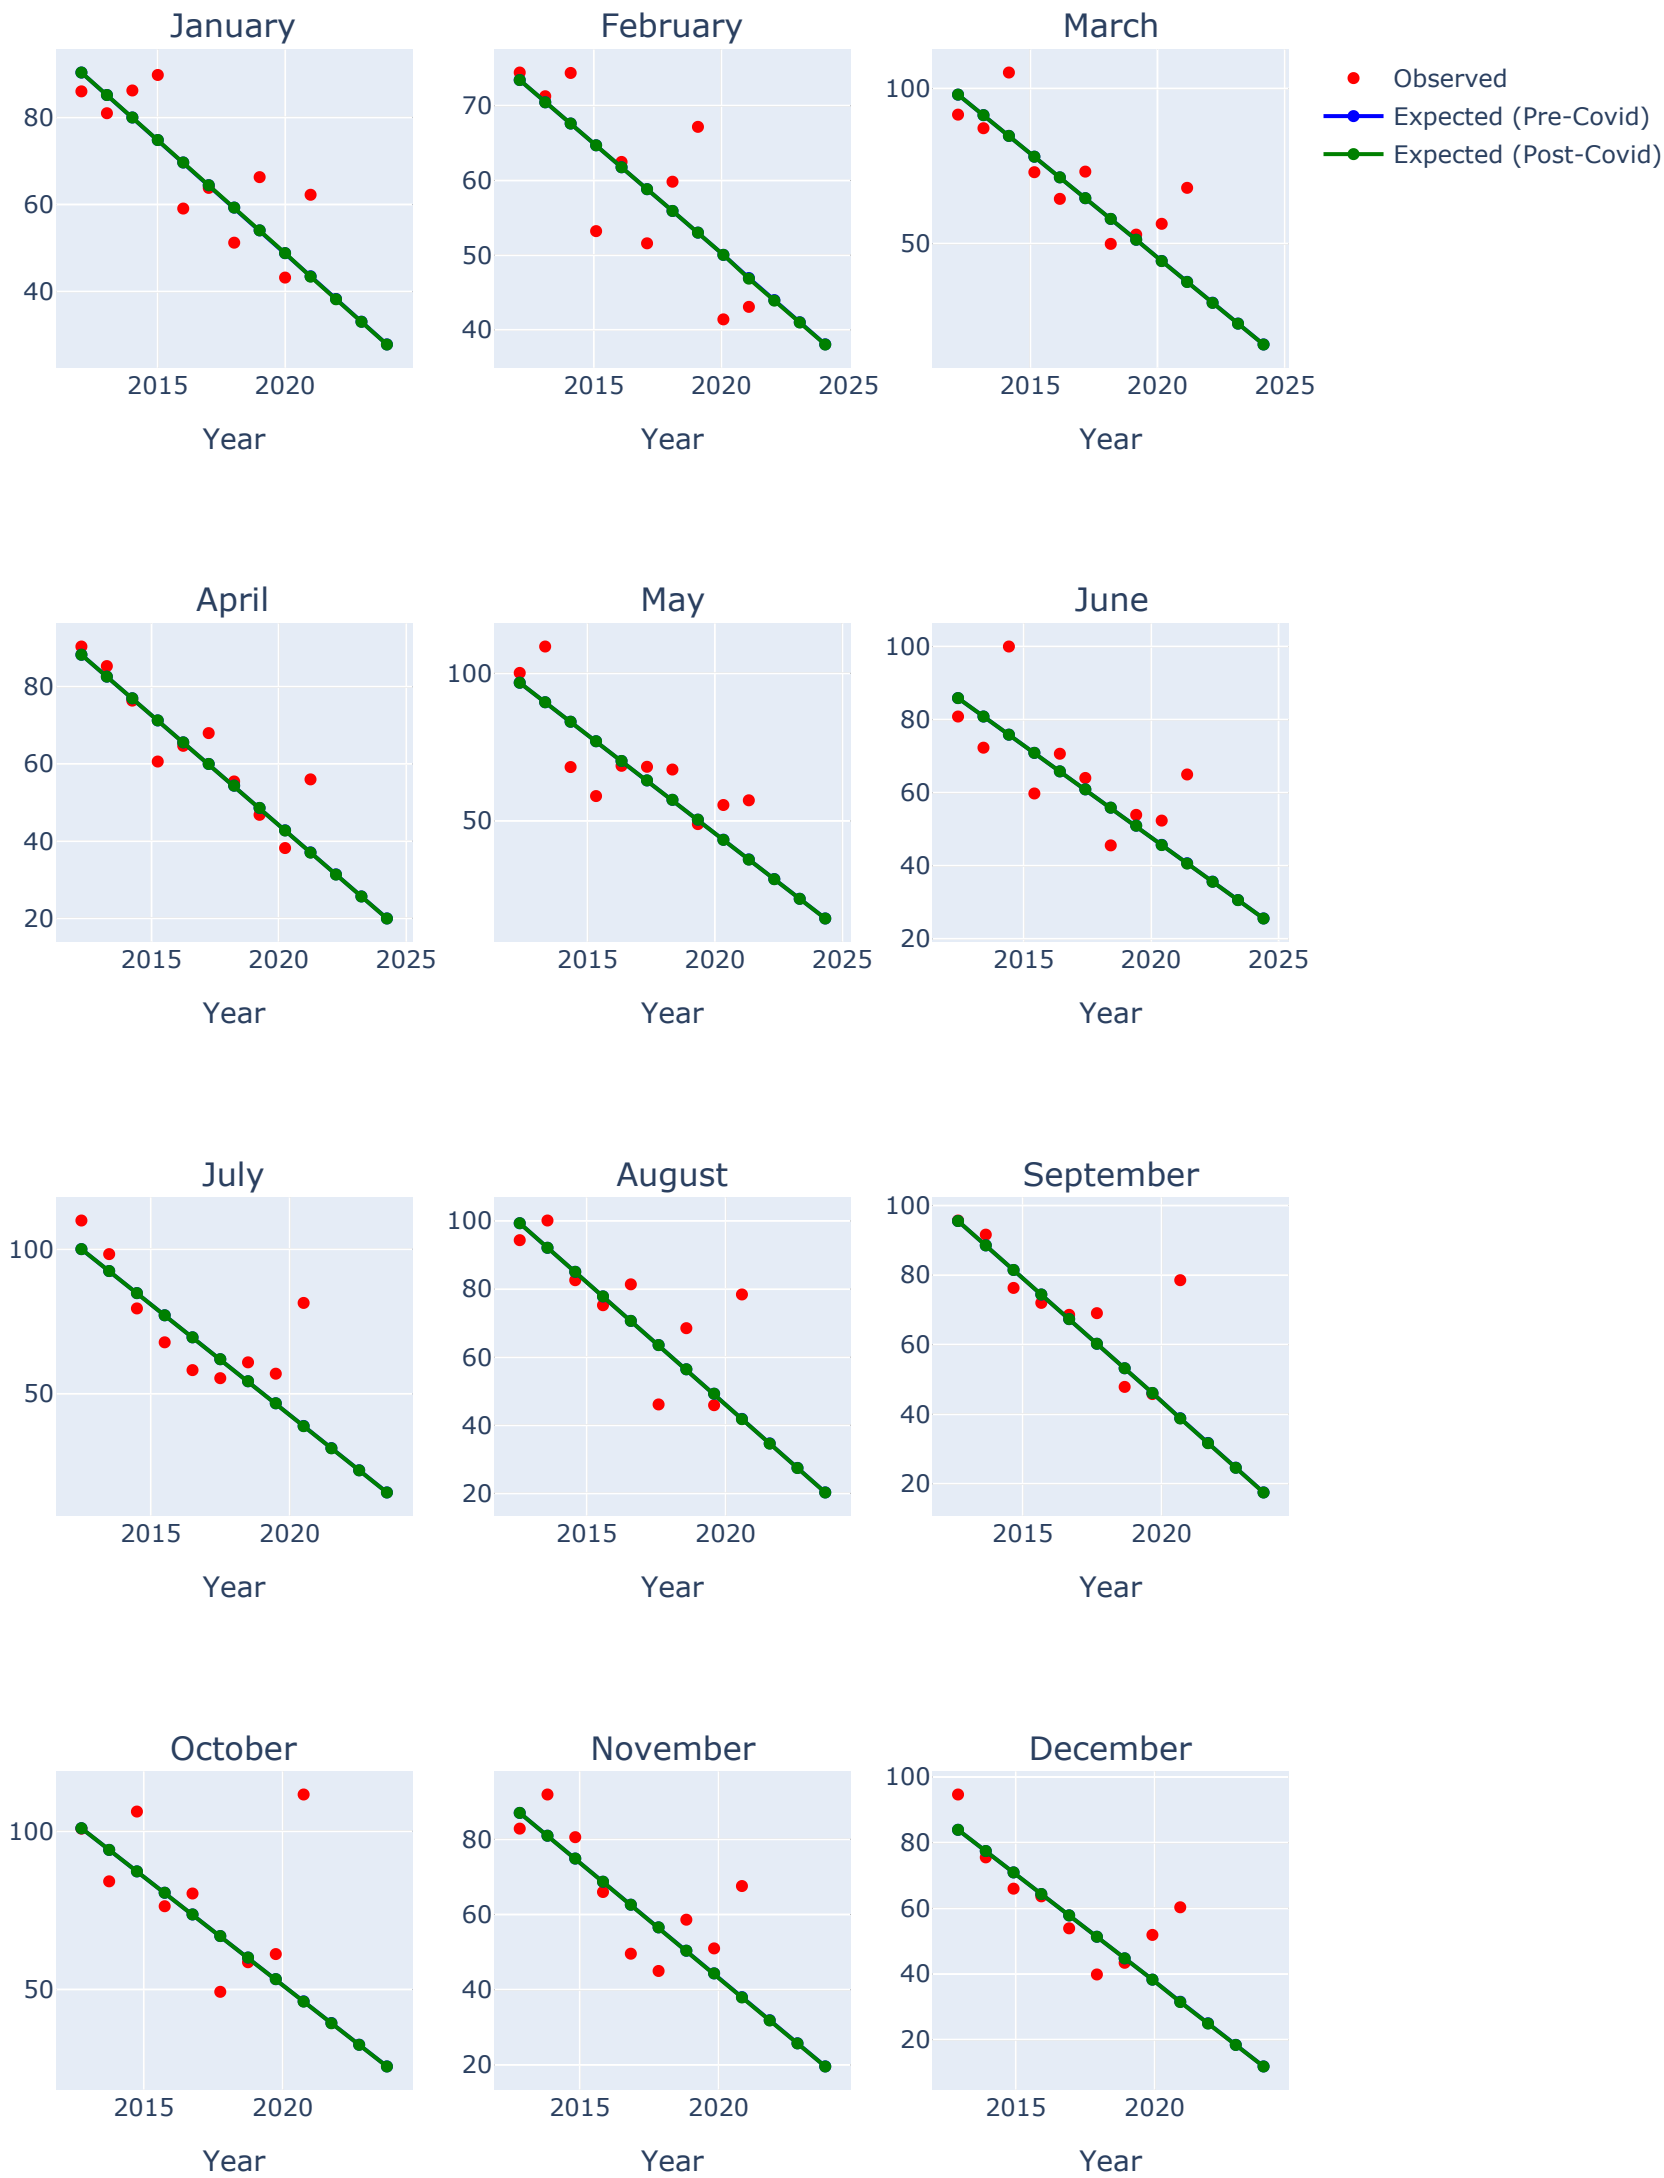 January February March
Observed
Expected (Pre-Covid)
Expected (Post-Covid)
80
60
40
2015 2020
Year
70
60
50
40
2015 2020 2025
Year
100
50
2015 2020 2025
Year
April May June
80
60
40
20
2015 2020 2025
Year
100
50
2015 2020 2025
Year
100
80
60
40
20
2015 2020 2025
Year
July August September
100
50
2015 2020
Year
100
80
60
40
20
2015 2020
Year
100
80
60
40
20
2015 2020
Year
October November December
100
50
2015 2020
Year
80
60
40
20
2015 2020
Year
100
80
60
40
20
2015 2020
Year